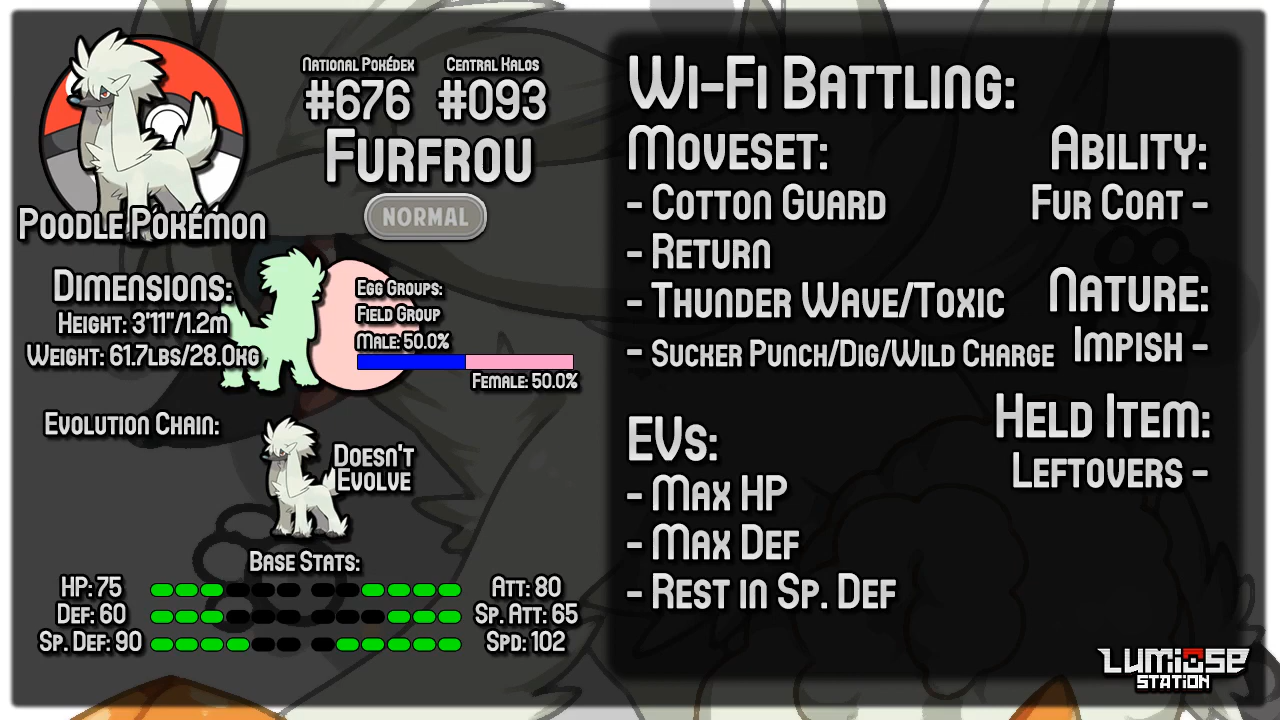 National Pokédex
#676
Central Kalos
#093
Furfrou
NORMAL
Poodle Pokémon
Dimensions:
Height: 3'11"/1.2m
Weight: 61.7lbs/28.0kg
Egg Groups:
Field Group
Male: 50.0%
Female: 50.0%
Evolution Chain:
Doesn't
Evolve
Base Stats:
HP: 75
Att: 80
Def: 60
Sp. Att: 65
Sp. Def: 90
Spd: 102
Wi-Fi Battling:
Moveset:
- Cotton Guard
- Return
- Thunder Wave/Toxic
- Sucker Punch/Dig/Wild Charge
Ability:
Fur Coat -
Nature:
Impish -
EVs:
- Max HP
- Max Def
- Rest in Sp. Def
Held Item:
Leftovers -
LUMIOSE
STATION